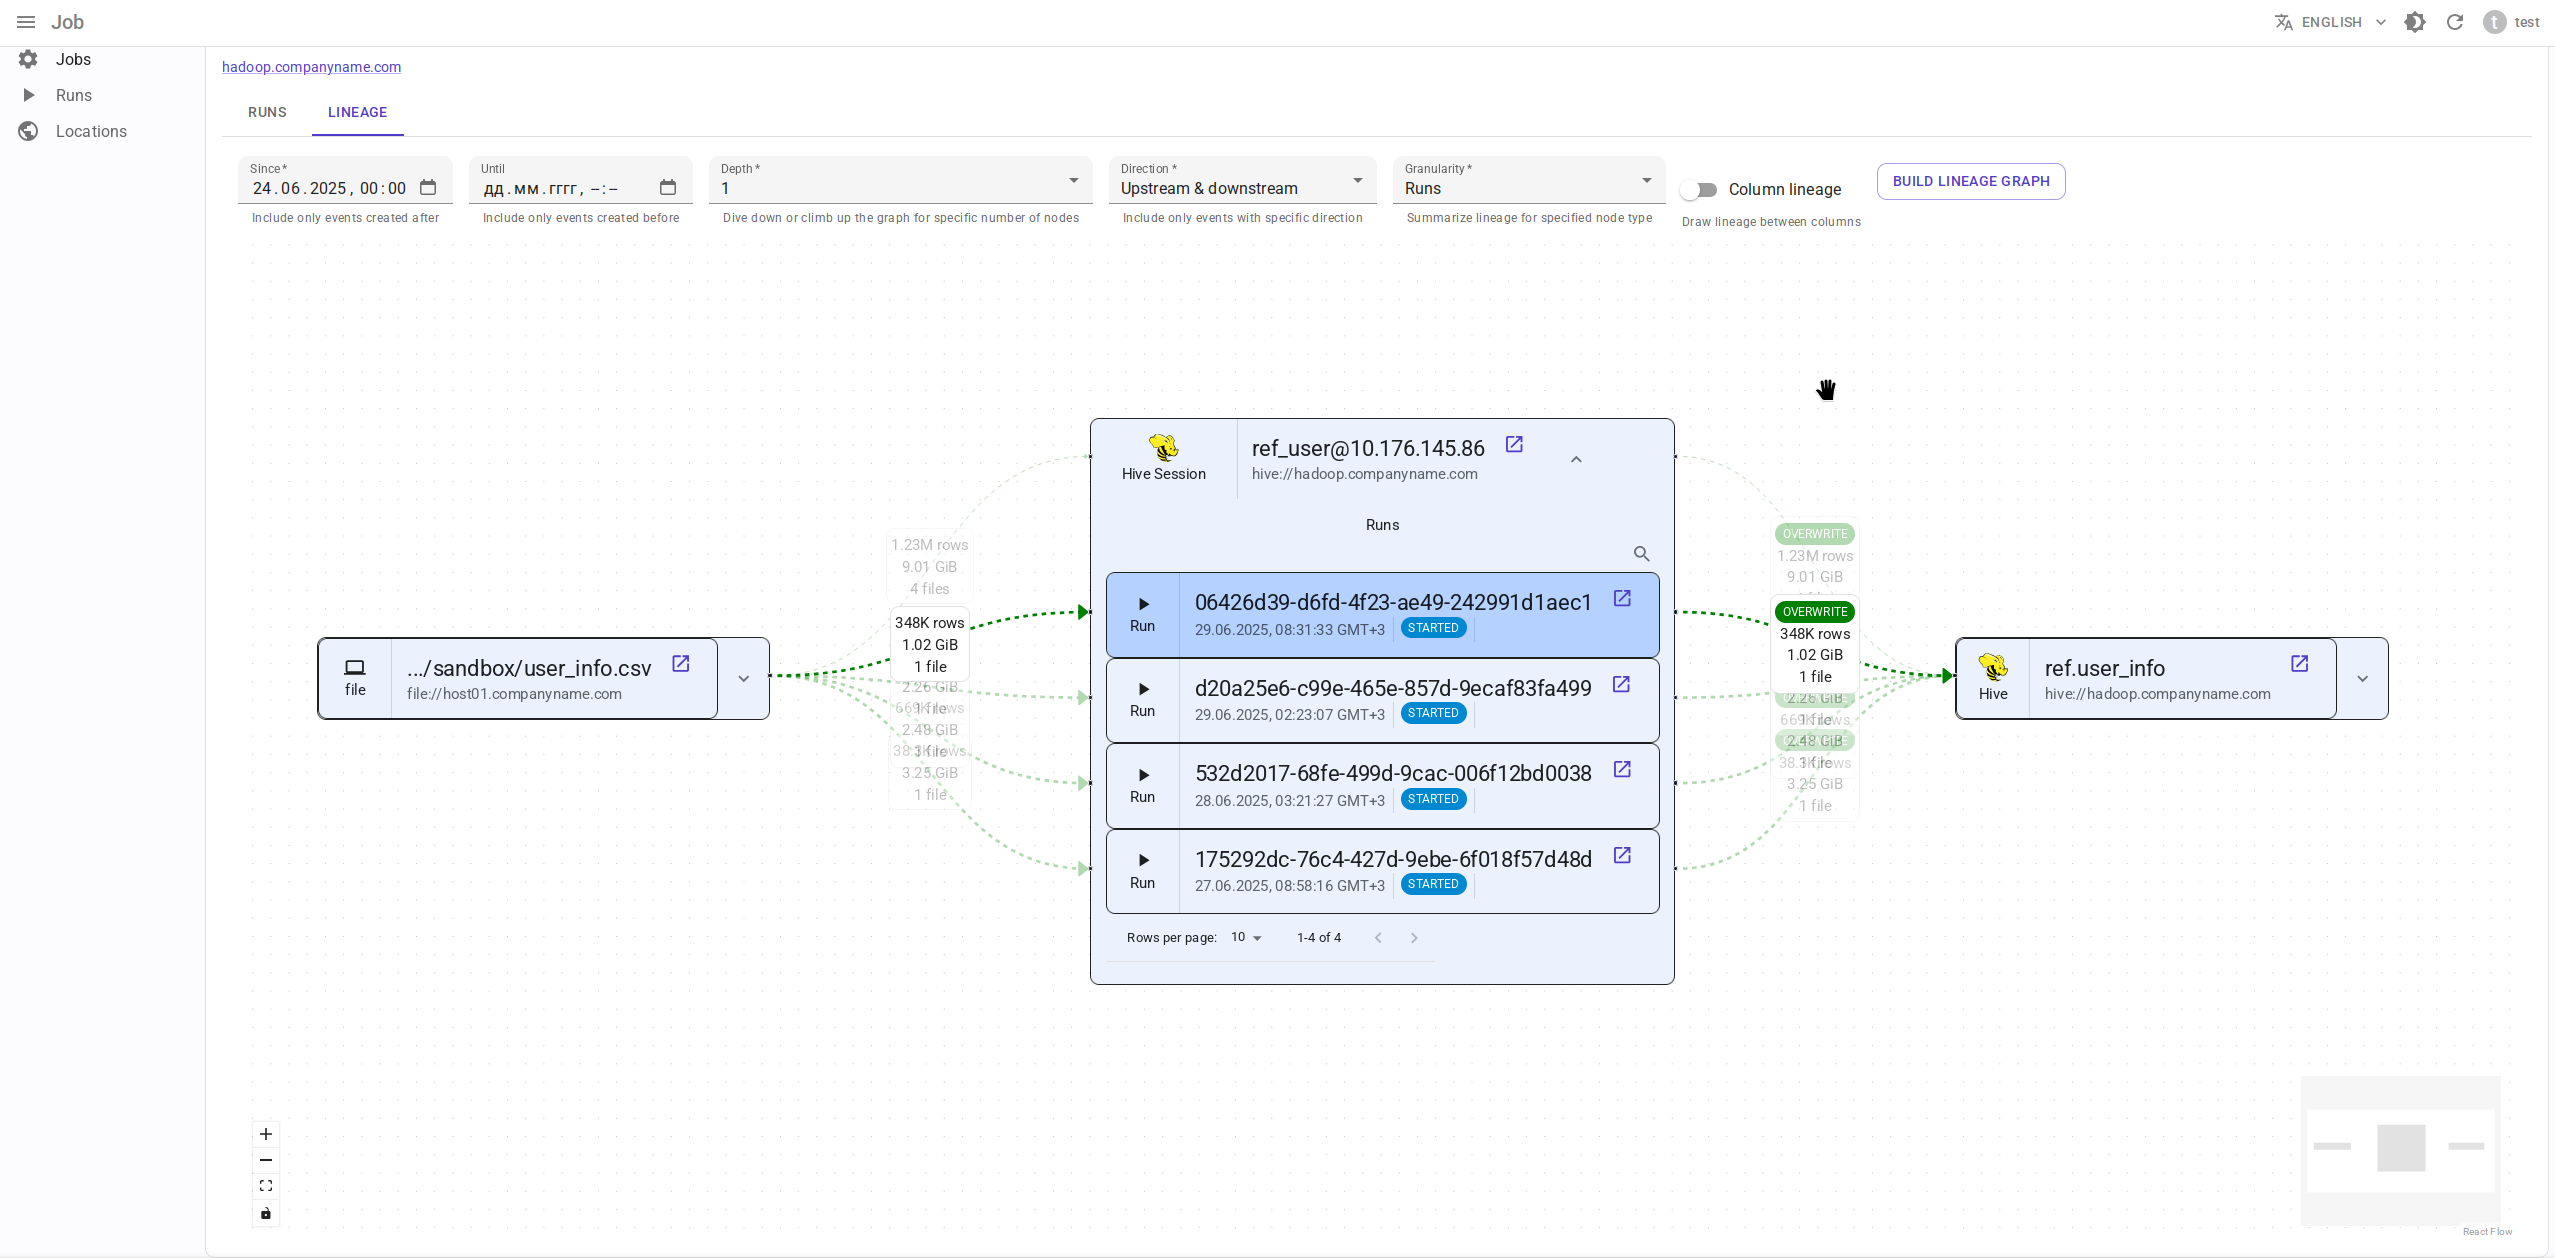 Job
ENGLISH
t
test
Jobs
Runs
Locations
hadoop.companyname.com
RUNS
LINEAGE
Since *
24.06.2025, 00:00
Include only events created after
Until
дд.мм.гггг, --:--
Include only events created before
Depth *
1
Dive down or climb up the graph for specific number of nodes
Direction *
Upstream & downstream
Include only events with specific direction
Granularity *
Runs
Summarize lineage for specified node type
Column lineage
Draw lineage between columns
BUILD LINEAGE GRAPH
file
.../sandbox/user_info.csv
file://host01.companyname.com
1.23M rows
9.01 GiB
4 files
348K rows
1.02 GiB
1 file
2.26 GiB
669K rows
1 file
2.48 GiB
38.3K rows
1 file
3.25 GiB
1 file
Hive Session
ref_user@10.176.145.86
hive://hadoop.companyname.com
Runs
Run
06426d39-d6fd-4f23-ae49-242991d1aec1
29.06.2025, 08:31:33 GMT+3
STARTED
Run
d20a25e6-c99e-465e-857d-9ecaf83fa499
29.06.2025, 02:23:07 GMT+3
STARTED
Run
532d2017-68fe-499d-9cac-006f12bd0038
28.06.2025, 03:21:27 GMT+3
STARTED
Run
175292dc-76c4-427d-9ebe-6f018f57d48d
27.06.2025, 08:58:16 GMT+3
STARTED
Rows per page:
10
1-4 of 4
OVERWRITE
1.23M rows
9.01 GiB
OVERWRITE
348K rows
1.02 GiB
1 file
2.26 GiB
669K rows
1 file
2.48 GiB
38.3K rows
1 file
3.25 GiB
1 file
Hive
ref.user_info
hive://hadoop.companyname.com
React Flow